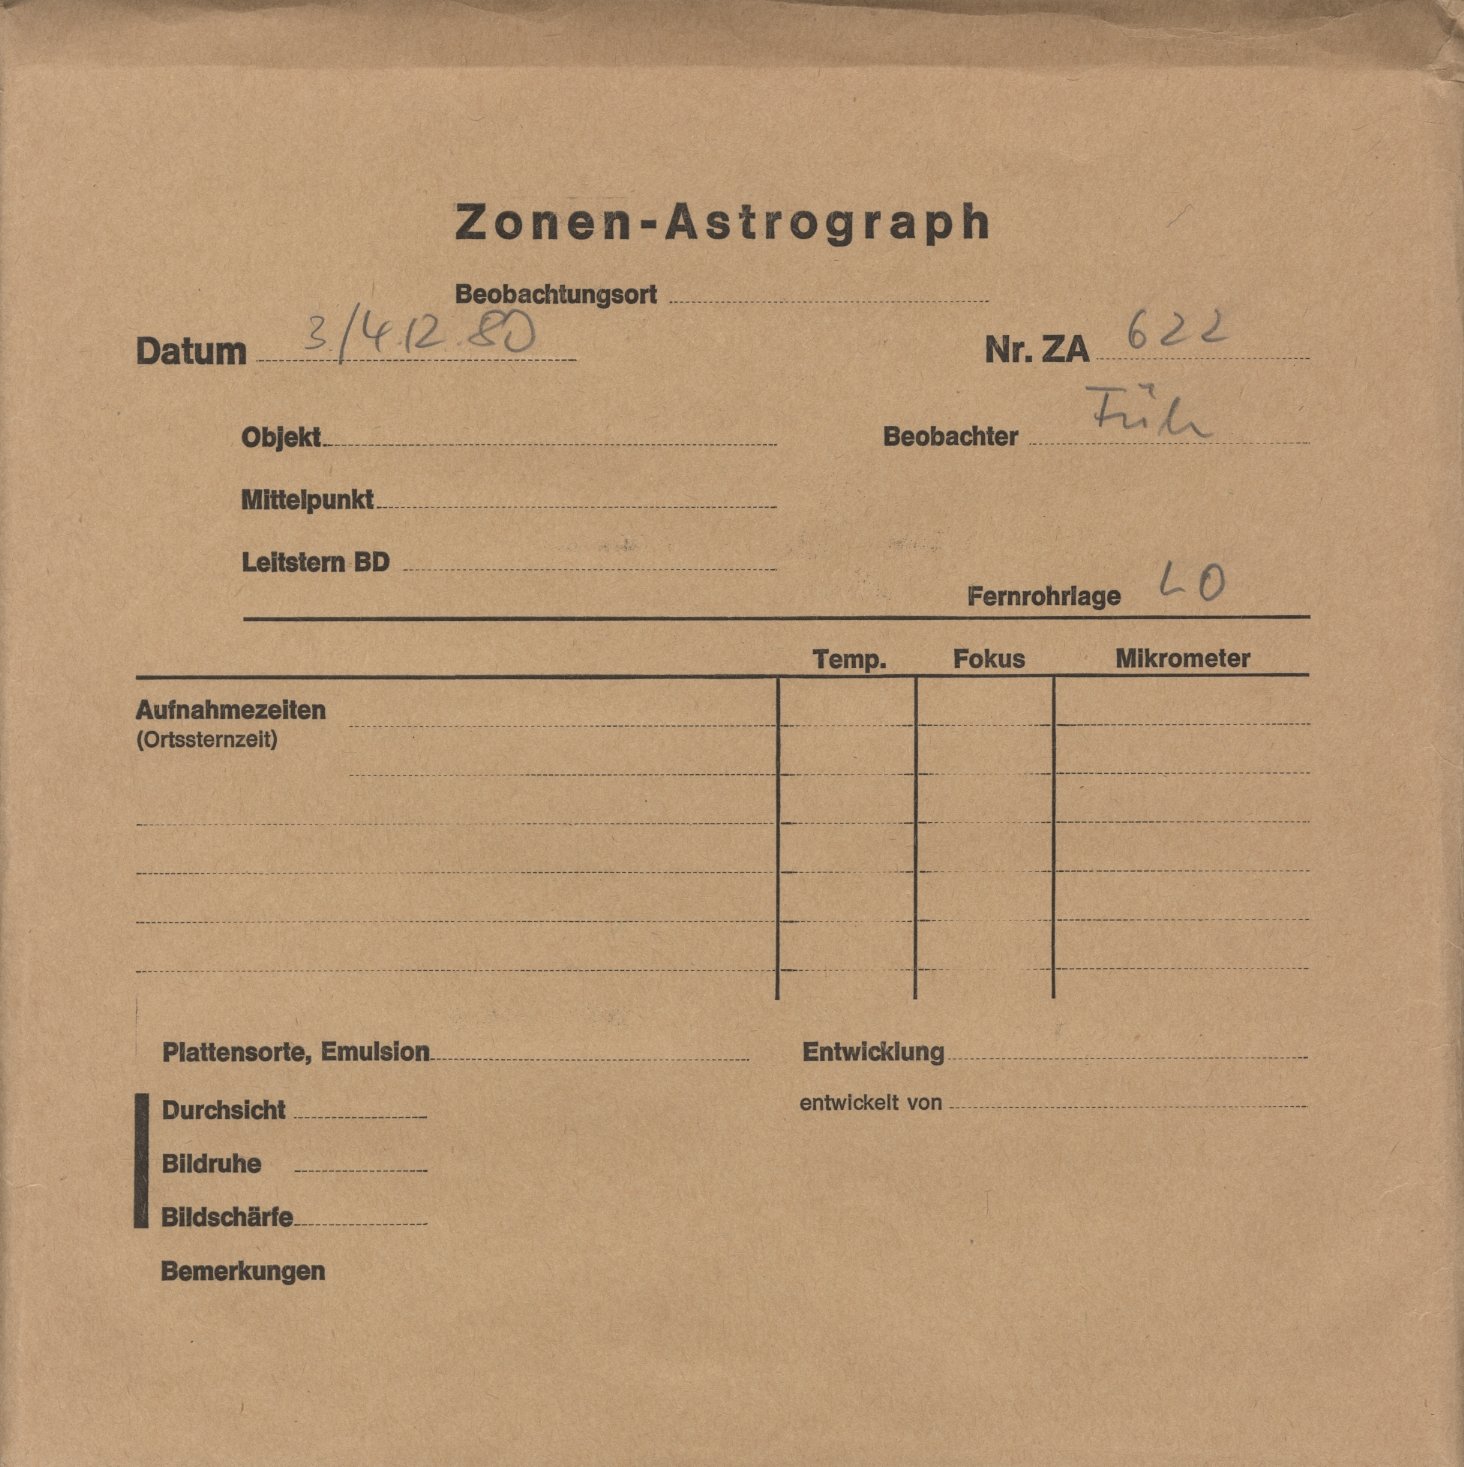 Zonen-Astrograph
Beobachtungsort
Datum 3/4.12.80 Nr. ZA 622
Objekt Beobachter Füh
Mittelpunkt
Leitstern BD
Fernrohrlage LO
Temp. Fokus Mikrometer
Aufnahmezeiten
(Ortssternzeit)
Plattensorte, Emulsion Entwicklung
Durchsicht entwickelt von
Bildruhe
Bildschärfe
Bemerkungen